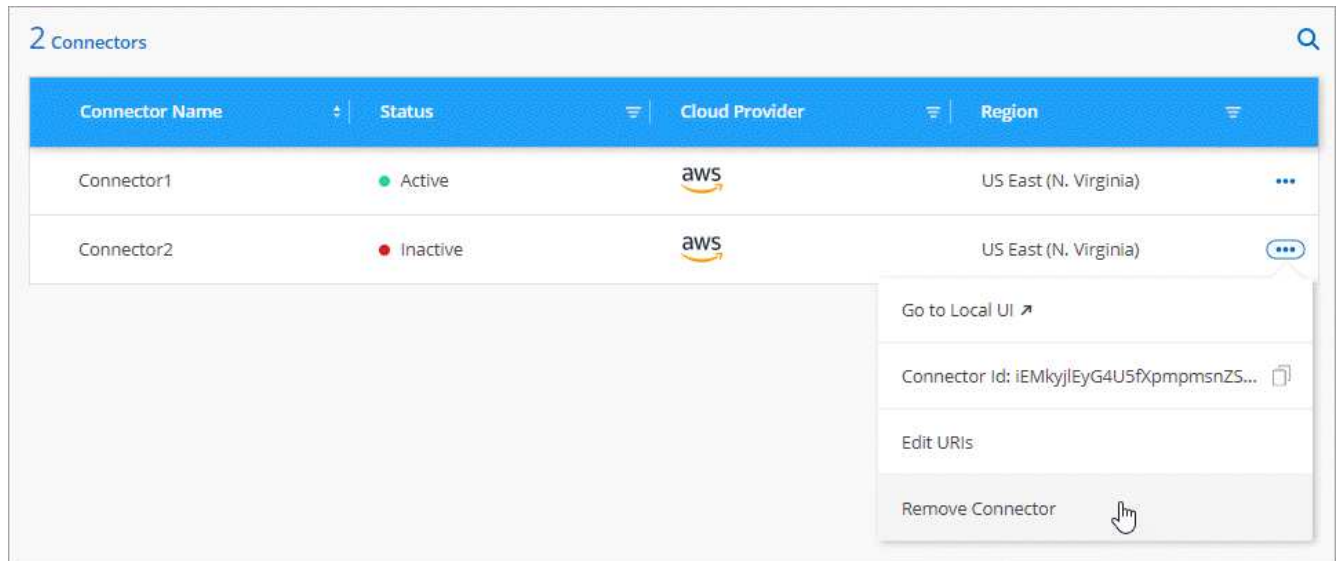 2 Connectors
Connector Name Status Cloud Provider Region
Connector1 Active aws US East (N. Virginia)
Connector2 Inactive aws US East (N. Virginia)
Go to Local UI
Connector Id: iEMkyjlEyG4U5fXpmpmsnZS...
Edit URIs
Remove Connector